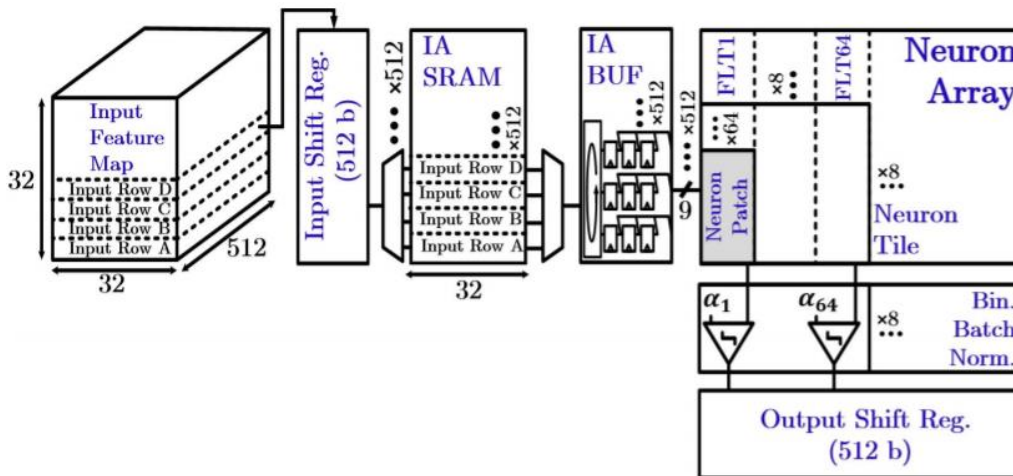 Input
Feature
Map
Input Row D
Input Row C
Input Row B
Input Row A
32
32
512
Input Shift Reg.
(512 b)
×512
IA
SRAM
×512
Input Row D
Input Row C
Input Row B
Input Row A
32
IA
BUF
×512
×512
9
FLT1
×8
FLT64
Neuron
Array
×64
Neuron
Patch
×8
Neuron
Tile
α1
α64
×8
Bin.
Batch
Norm.
Output Shift Reg.
(512 b)